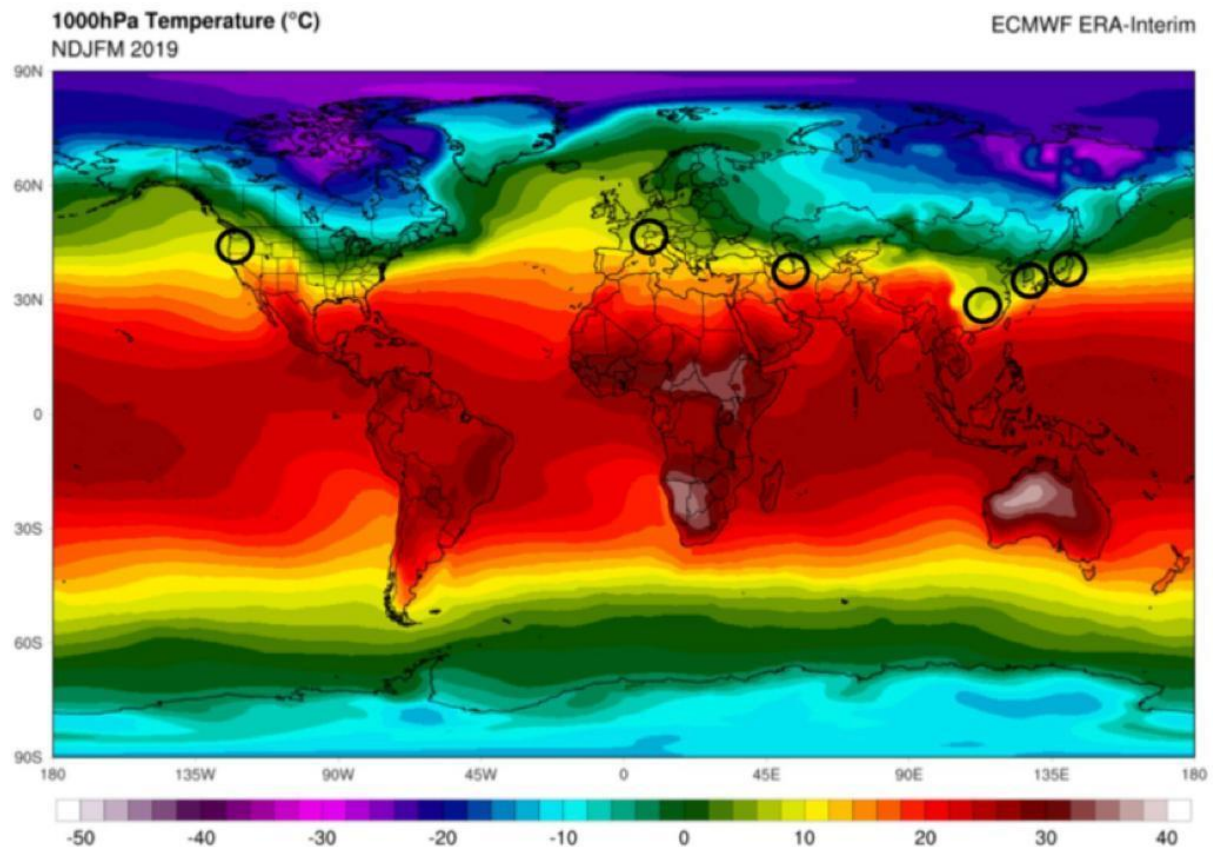 1000hPa Temperature (°C)
ECMWF ERA-Interim
NDJFM 2019
90N
60N
30N
0
30S
60S
90S
180 135W 90W 45W 0 45E 90E 135E 180
-50 -40 -30 -20 -10 0 10 20 30 40